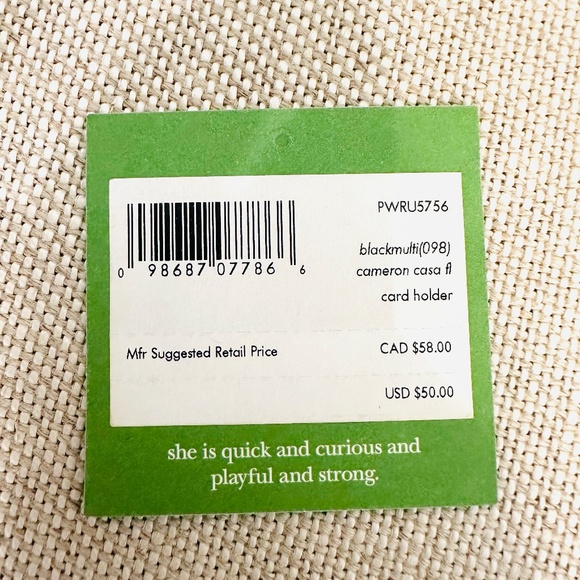 PWRU5756
0 98687 07786 6
blackmulti(098)
cameron casa fl
card holder
Mfr Suggested Retail Price CAD $58.00
USD $50.00
she is quick and curious and
playful and strong.